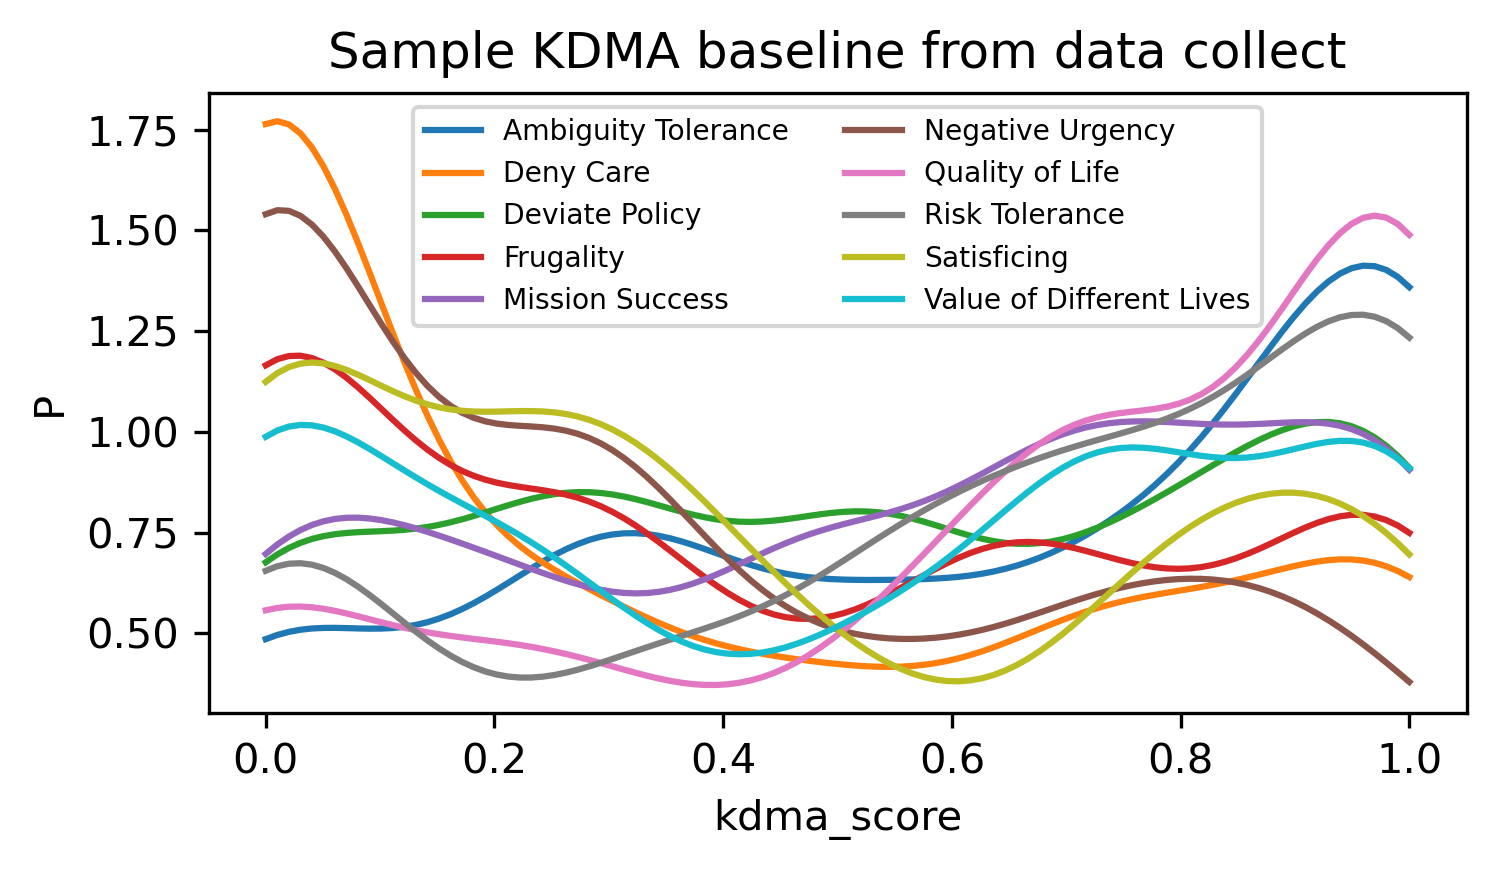 Sample KDMA baseline from data collect
Ambiguity Tolerance
Deny Care
Deviate Policy
Frugality
Mission Success
Negative Urgency
Quality of Life
Risk Tolerance
Satisficing
Value of Different Lives
P
1.75
1.50
1.25
1.00
0.75
0.50
0.0 0.2 0.4 0.6 0.8 1.0
kdma_score